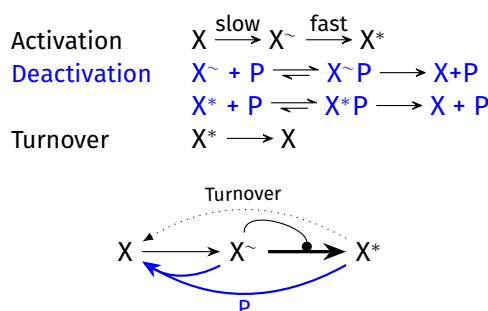 Activation X slow⟶ X~ fast⟶ X*
Deactivation X~ + P ⇌ X~P ⟶ X+P
X* + P ⇌ X*P ⟶ X + P
Turnover X* ⟶ X
Turnover
X X~ X*
P